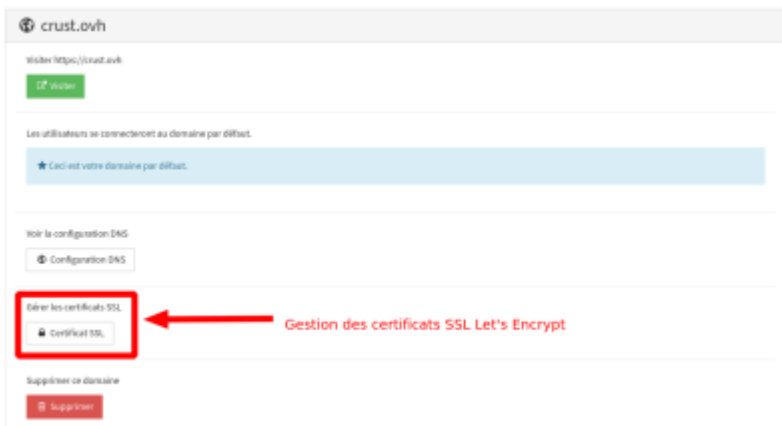 crust.ovh
Visiter https://crust.ovh
Visiter
Les utilisateurs se connecteront au domaine par défaut.
Ceci est votre domaine par défaut.
Voir la configuration DNS
Configuration DNS
Gérer les certificats SSL
Certificat SSL
Gestion des certificats SSL Let's Encrypt
Supprimer ce domaine
Supprimer